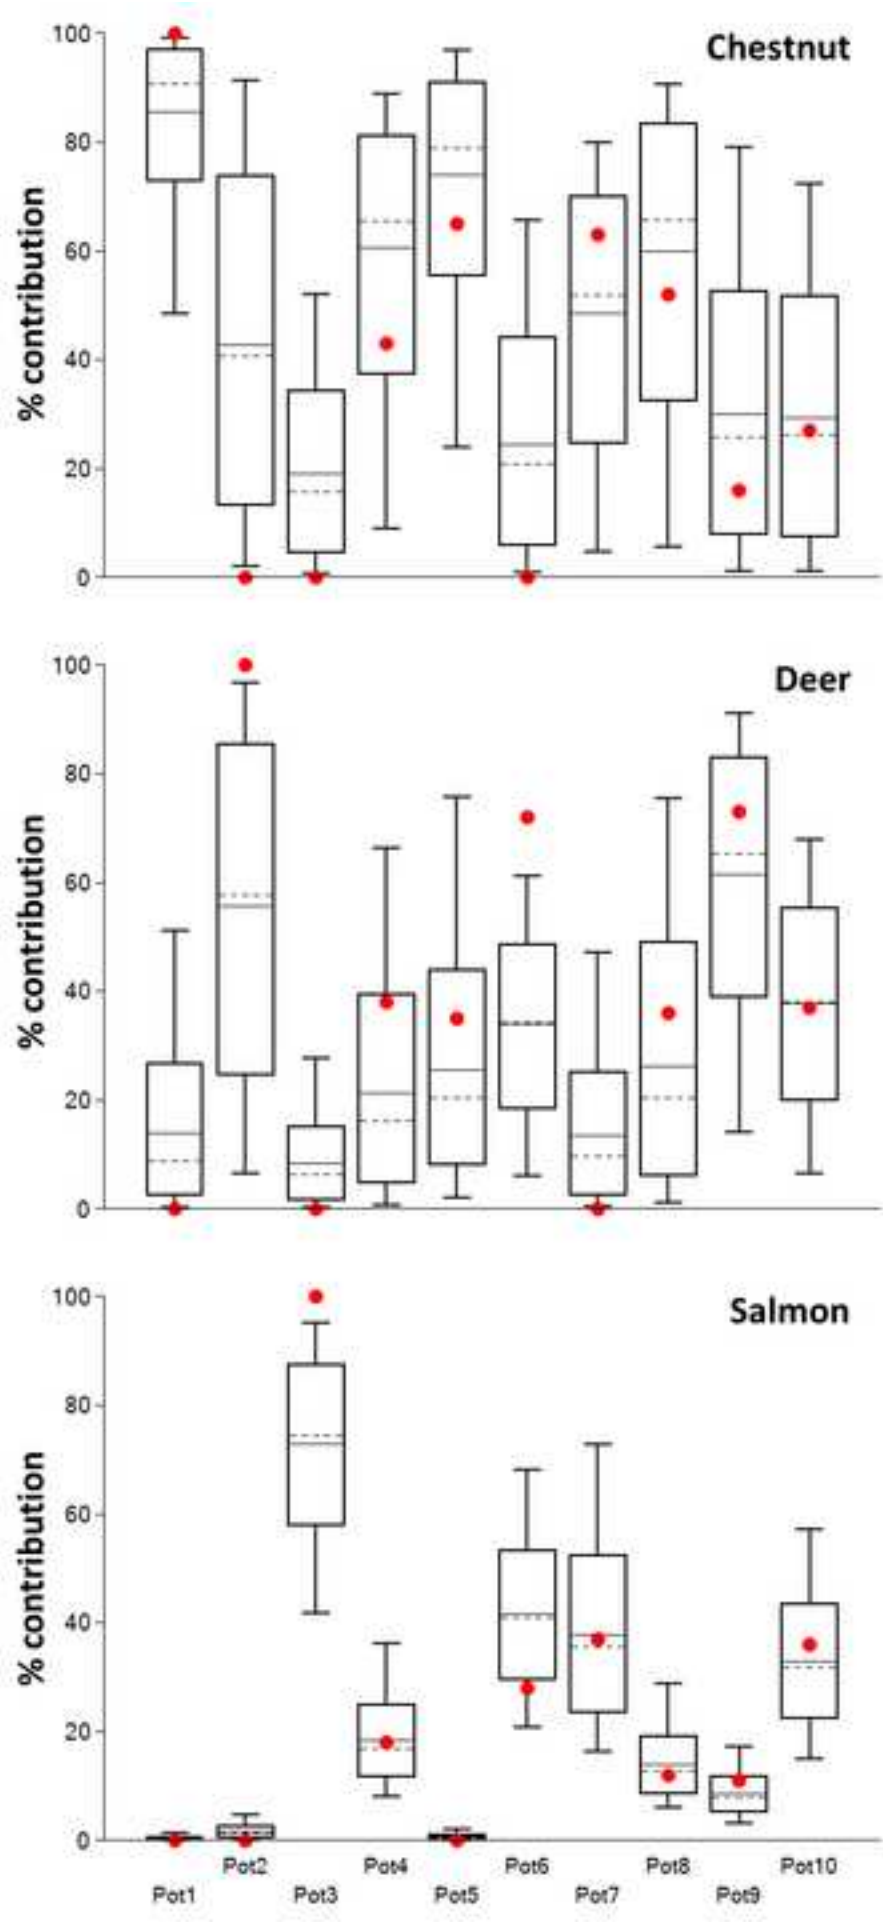 Chestnut
% contribution
100
80
60
40
20
0
Deer
% contribution
100
80
60
40
20
0
Salmon
% contribution
100
80
60
40
20
0
Pot2 Pot4 Pot6 Pot8 Pot10
Pot1 Pot3 Pot5 Pot7 Pot9